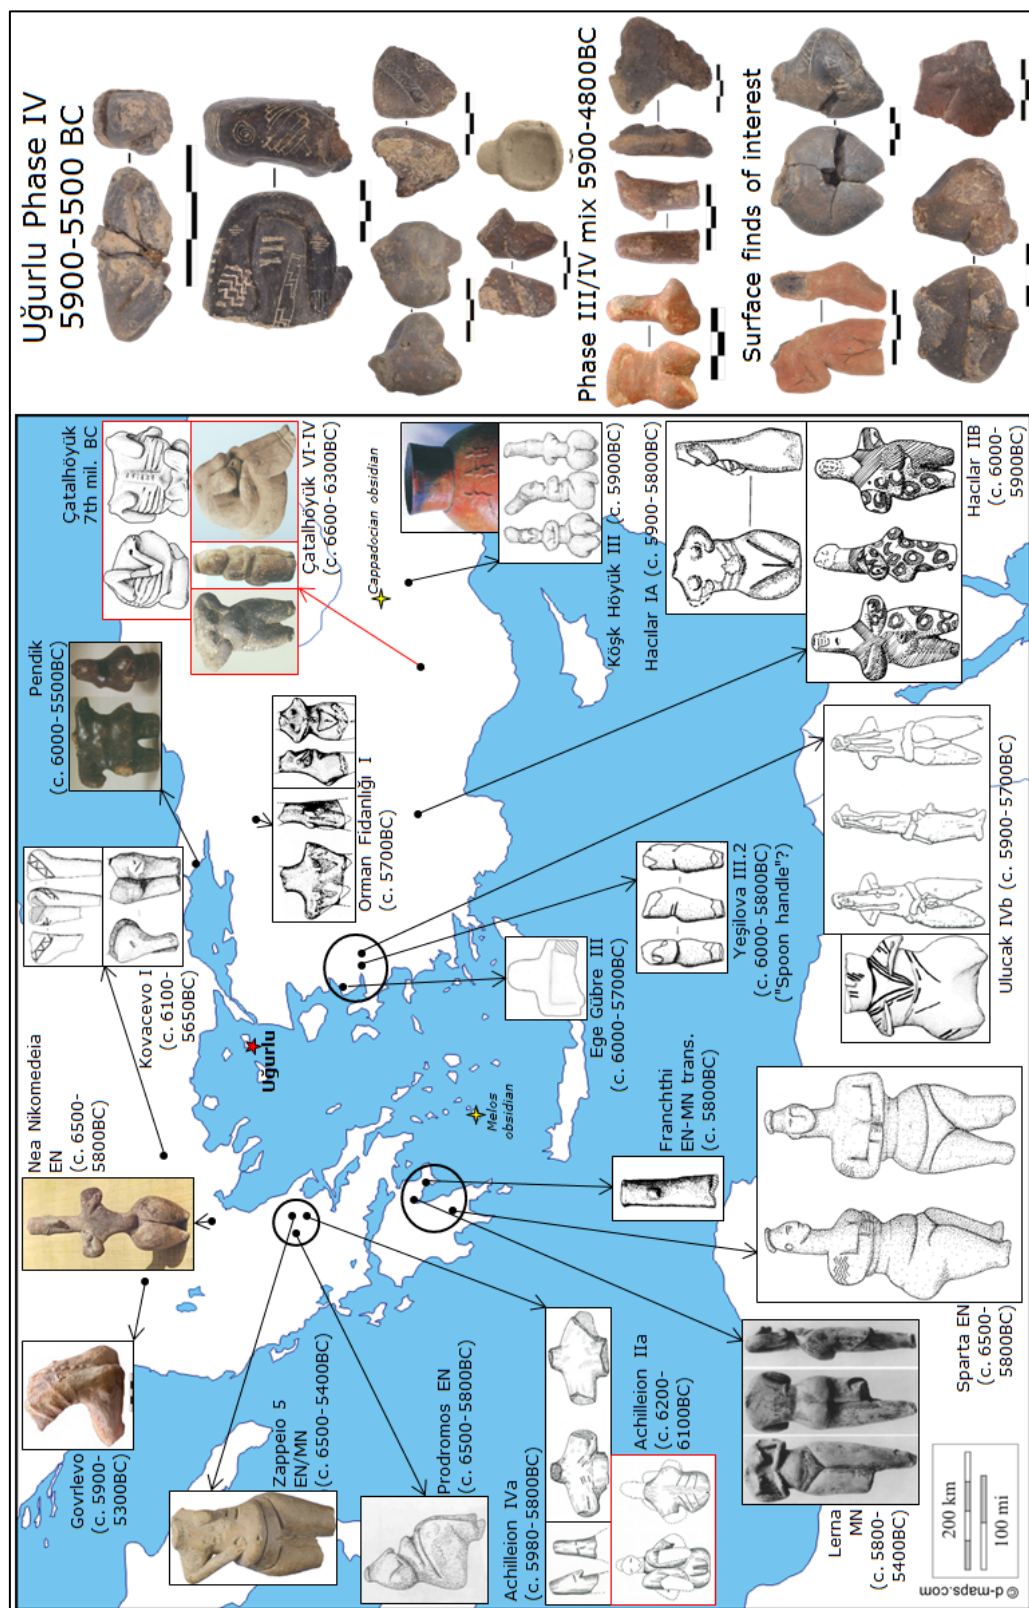 Uğurlu Phase IV
5900-5500 BC
Phase III/IV mix 5900-4800BC
Surface finds of interest
Govrlevo
(c. 5900-
5300BC)
Nea Nikomedeia
EN
(c. 6500-
5800BC)
Kovacevo I
(c. 6100-
5650BC)
Pendik
(c. 6000-5500BC)
Çatalhöyük
7th mil. BC
Çatalhöyük VI-IV
(c. 6600-6300BC)
Cappadocian obsidian
Orman Fidanlığı I
(c. 5700BC)
Uğurlu
Zappeio 5
EN/MN
(c. 6500-5400BC)
Prodromos EN
(c. 6500-5800BC)
Melos
obsidian
Köşk Höyük III (c. 5900BC)
Hacılar IA (c. 5900-5800BC)
Achilleion IVa
(c. 5980-5800BC)
Achilleion IIa
(c. 6200-
6100BC)
Franchthi
EN-MN trans.
(c. 5800BC)
Ege Gübre III
(c. 6000-5700BC)
Yeşilova III.2
(c. 6000-5800BC)
("Spoon handle"?)
Hacılar IIB
(c. 6000-
5900BC)
Lerna
MN
(c. 5800-
5400BC)
Sparta EN
(c. 6500-
5800BC)
Ulucak IVb (c. 5900-5700BC)
200 km
100 mi
© d-maps.com